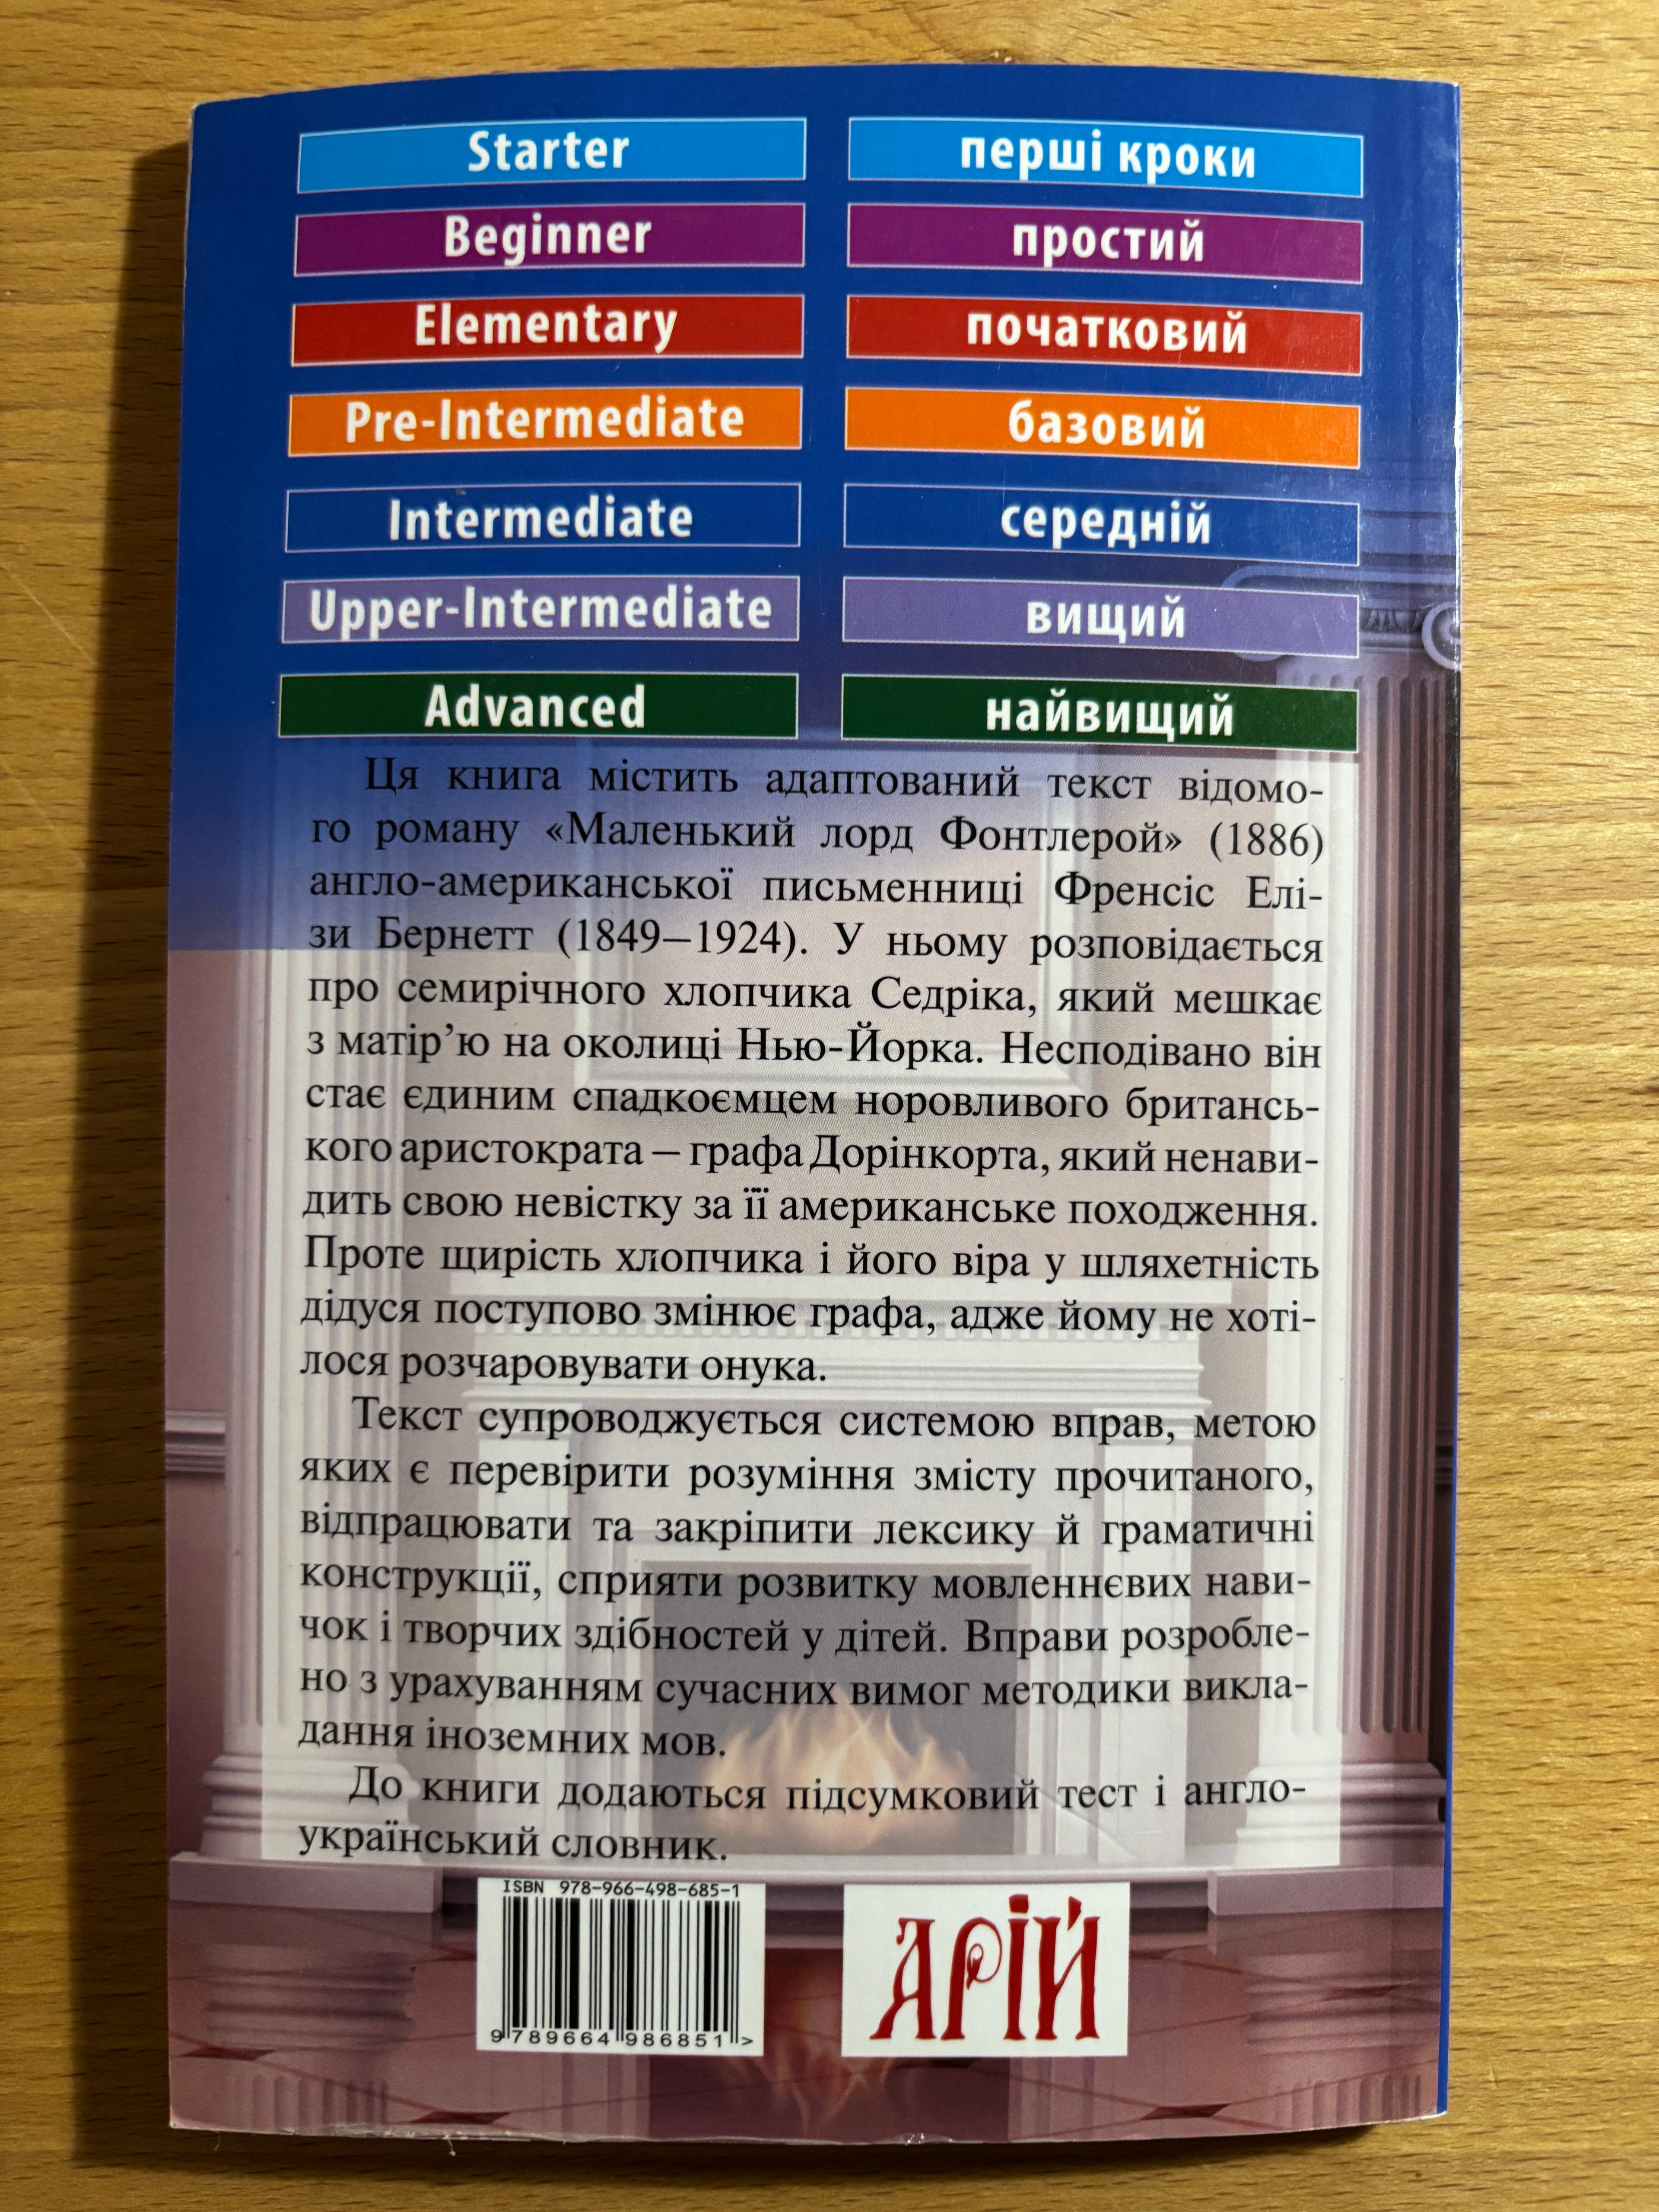 Starter перші кроки
Beginner простий
Elementary початковий
Pre-Intermediate базовий
Intermediate середній
Upper-Intermediate вищий
Advanced найвищий
Ця книга містить адаптований текст відомо-
го роману «Маленький лорд Фонтлерой» (1886)
англо-американської письменниці Френсіс Елі-
зи Бернетт (1849–1924). У ньому розповідається
про семирічного хлопчика Седріка, який мешкає
з матір’ю на околиці Нью-Йорка. Несподівано він
стає єдиним спадкоємцем норовливого британсь-
кого аристократа – графа Дорінкорта, який ненави-
дить свою невістку за її американське походження.
Проте щирість хлопчика і його віра у шляхетність
дідуся поступово змінює графа, адже йому не хоті-
лося розчаровувати онука.
Текст супроводжується системою вправ, метою
яких є перевірити розуміння змісту прочитаного,
відпрацювати та закріпити лексику й граматичні
конструкції, сприяти розвитку мовленнєвих нави-
чок і творчих здібностей у дітей. Вправи розробле-
но з урахуванням сучасних вимог методики викла-
дання іноземних мов.
До книги додаються підсумковий тест і англо-
український словник.
ISBN 978-966-498-685-1
9 789664 986851 >
АРІЙ